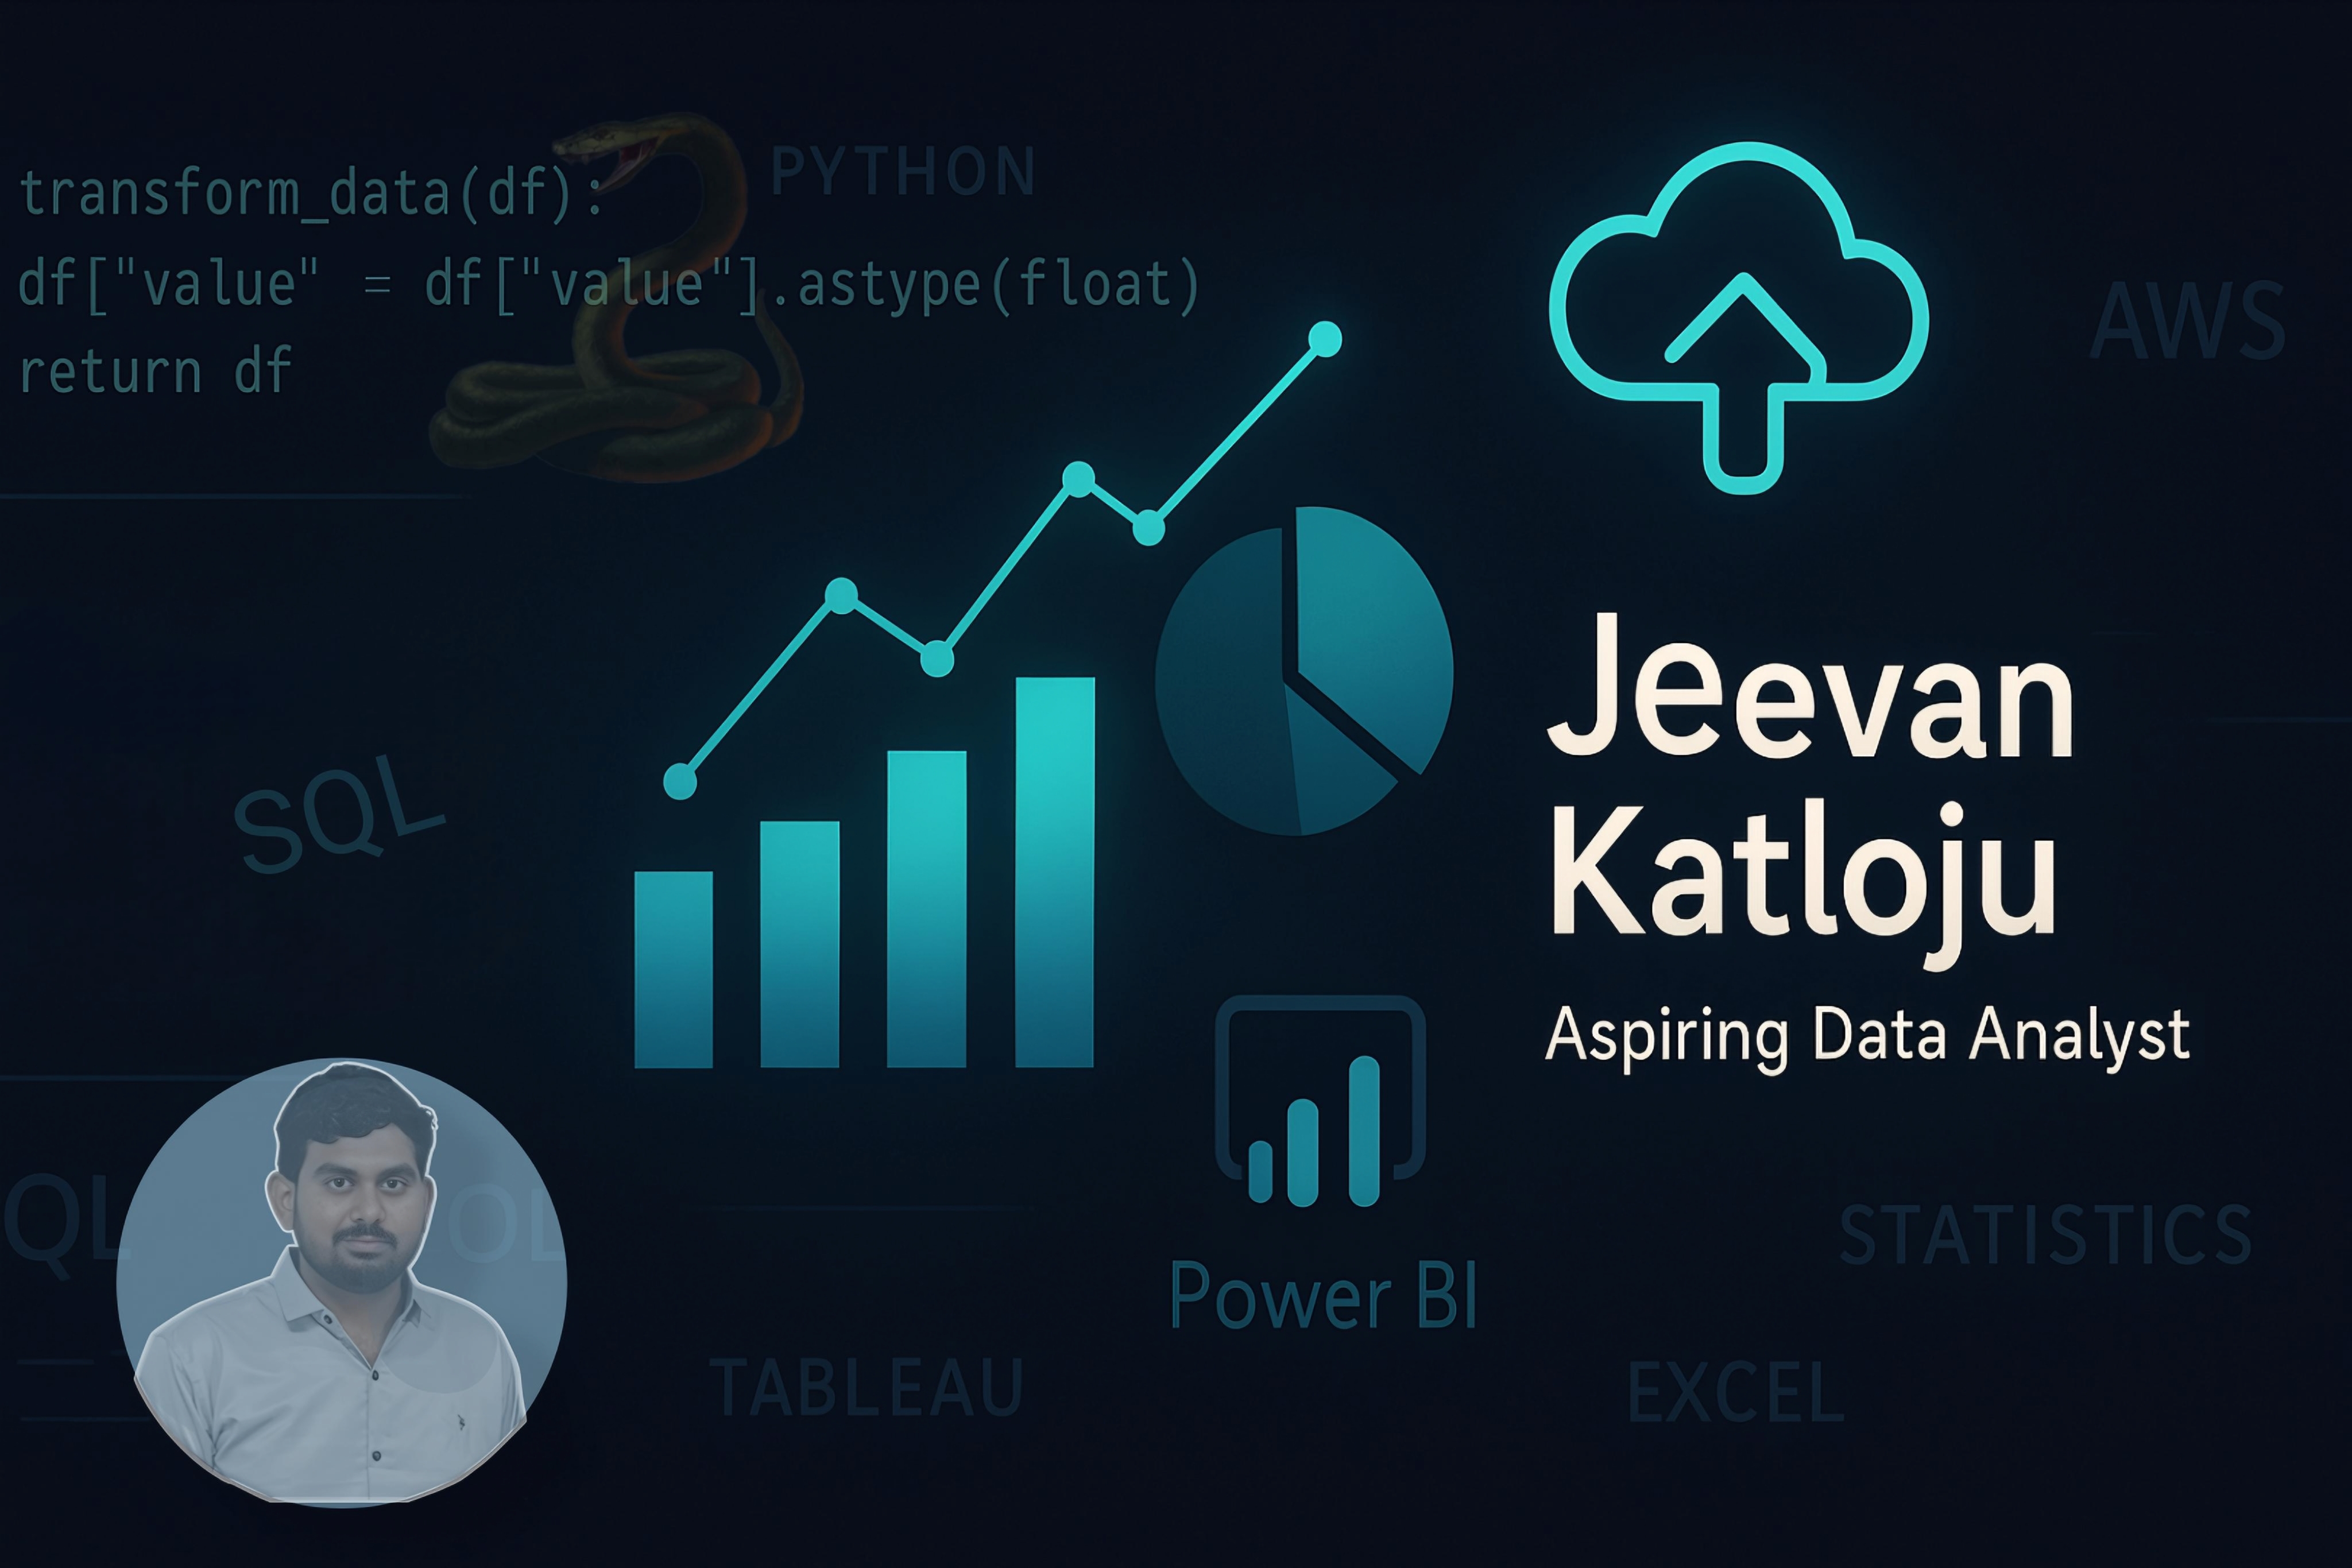 transform_data(df):
PYTHON
df["value" = df["value"].astype(float)
return df
AWS
Jeevan
Katloju
Aspiring Data Analyst
SQL
QL
OL
Power BI
STATISTICS
TABLEAU
EXCEL